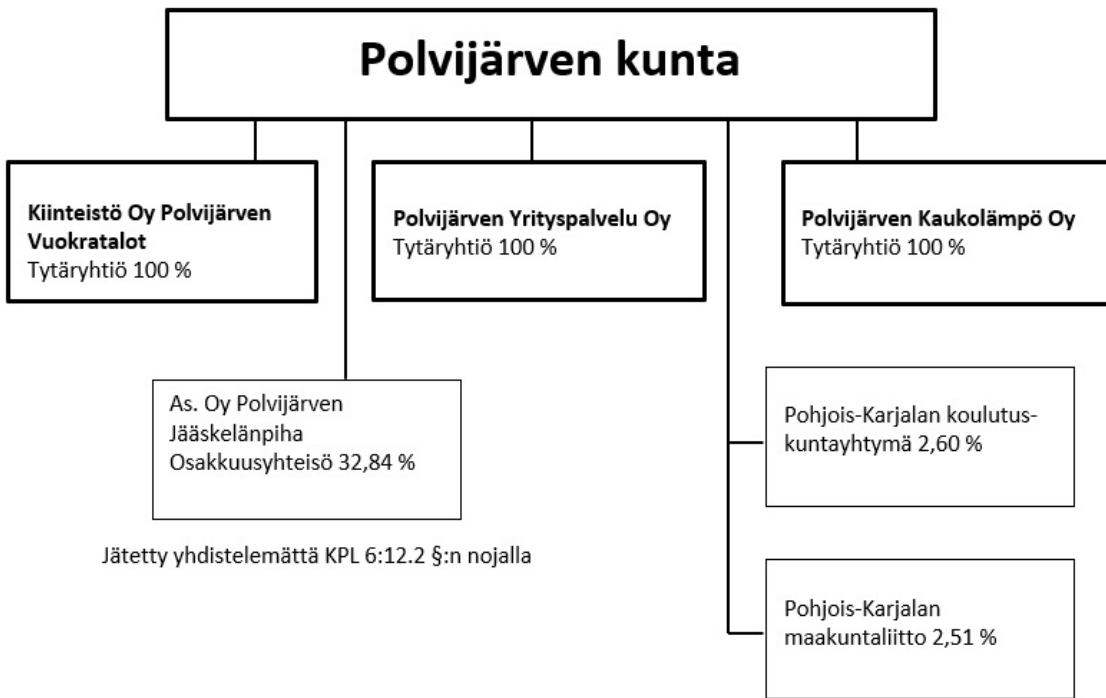 Polvijärven kunta
Kiinteistö Oy Polvijärven
Vuokratalot
Tytäryhtiö 100 %
Polvijärven Yrityspalvelu Oy
Tytäryhtiö 100 %
Polvijärven Kaukolämpö Oy
Tytäryhtiö 100 %
As. Oy Polvijärven
Jääskelänpiha
Osakkuusyhteisö 32,84 %
Jätetty yhdistelemättä KPL 6:12.2 §:n nojalla
Pohjois-Karjalan koulutus-
kuntayhtymä 2,60 %
Pohjois-Karjalan
maakuntaliitto 2,51 %